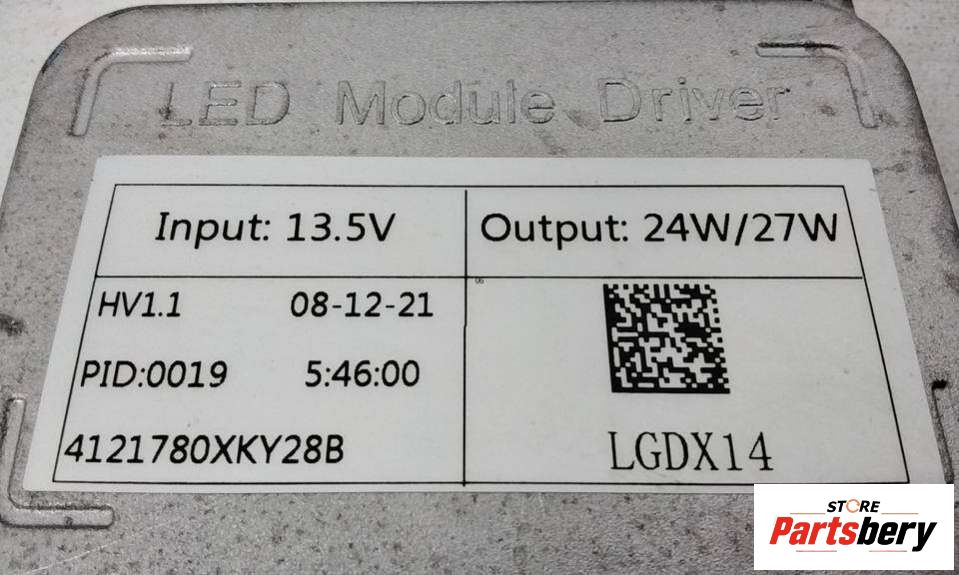 LED Module Driver
Input: 13.5V
Output: 24W/27W
HV1.1 08-12-21
PID:0019 5:46:00
4121780XKY28B
LGDX14
STORE
Partsbery